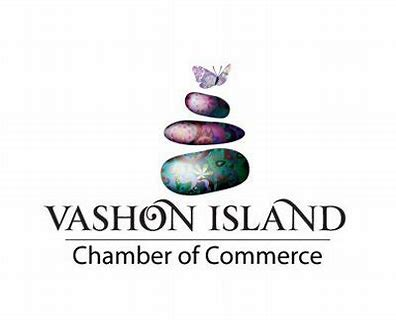 VASHON ISLAND
Chamber of Commerce